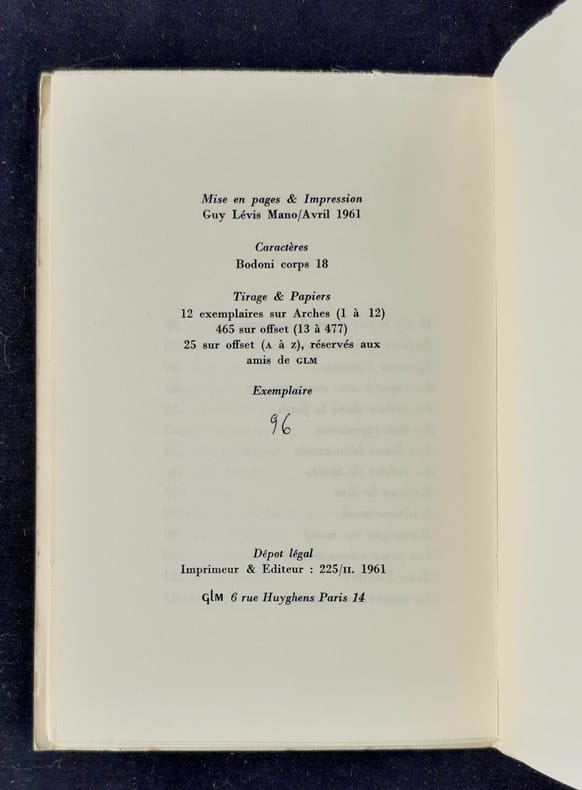 Mise en pages & Impression
Guy Lévis Mano/Avril 1961
Caractères
Bodoni corps 18
Tirage & Papiers
12 exemplaires sur Arches (1 à 12)
465 sur offset (13 à 477)
25 sur offset (A à Z), réservés aux
amis de GLM
Exemplaire
96
Dépot légal
Imprimeur & Editeur : 225/II. 1961
GLM 6 rue Huyghens Paris 14